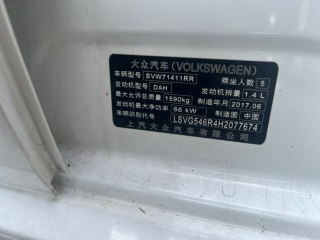 大众汽车(VOLKSWAGEN)
车辆型号 SVW71411RR 乘坐人数 5
发动机型号 DAH 发动机排量 1.4 L
最大允许总质量 1590kg 制造年月 2017.06
发动机最大净功率 66 kW 制造国 中国
车辆识别代号 LSVG546R4H2077674
上汽大众汽车有限公司